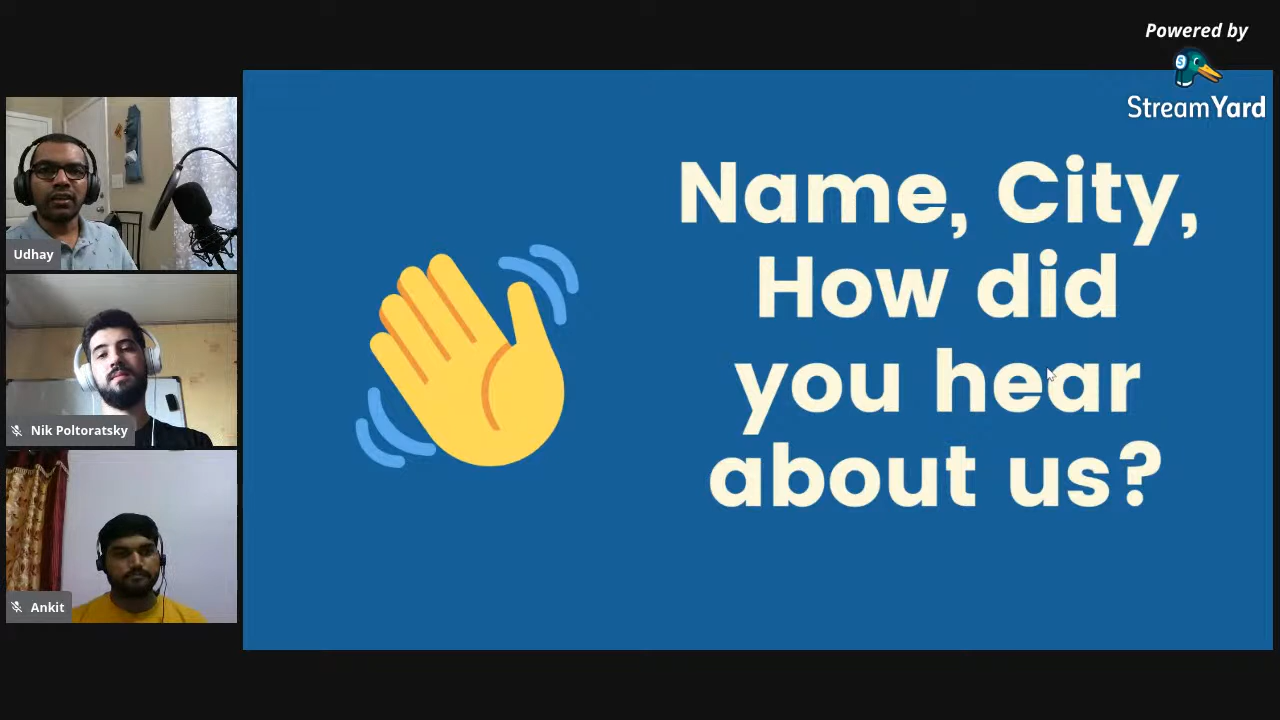 Powered by
StreamYard
Udhay
Nik Poltoratsky
Ankit
Name, City,
How did
you hear
about us?